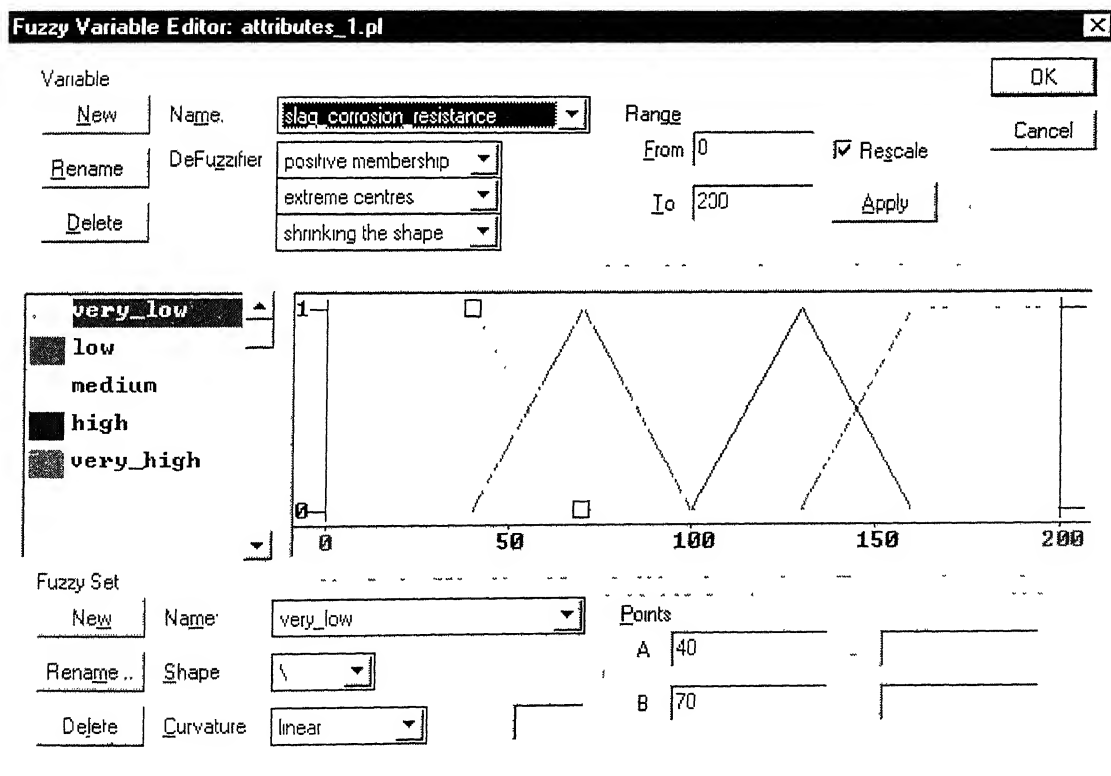 Fuzzy Variable Editor: attributes_1.pl
Variable
New
Name.
slag_corrosion_resistance
Rename
DeFuzzifier
positive membership
extreme centres
shrinking the shape
Delete
Range
From 0
To 200
Rescale
Apply
OK
Cancel
very_low
low
medium
high
very_high
1
0
0 50 100 150 200
Fuzzy Set
New
Name:
very_low
Rename..
Shape
\
Delete
Curvature
linear
Points
A 40
B 70